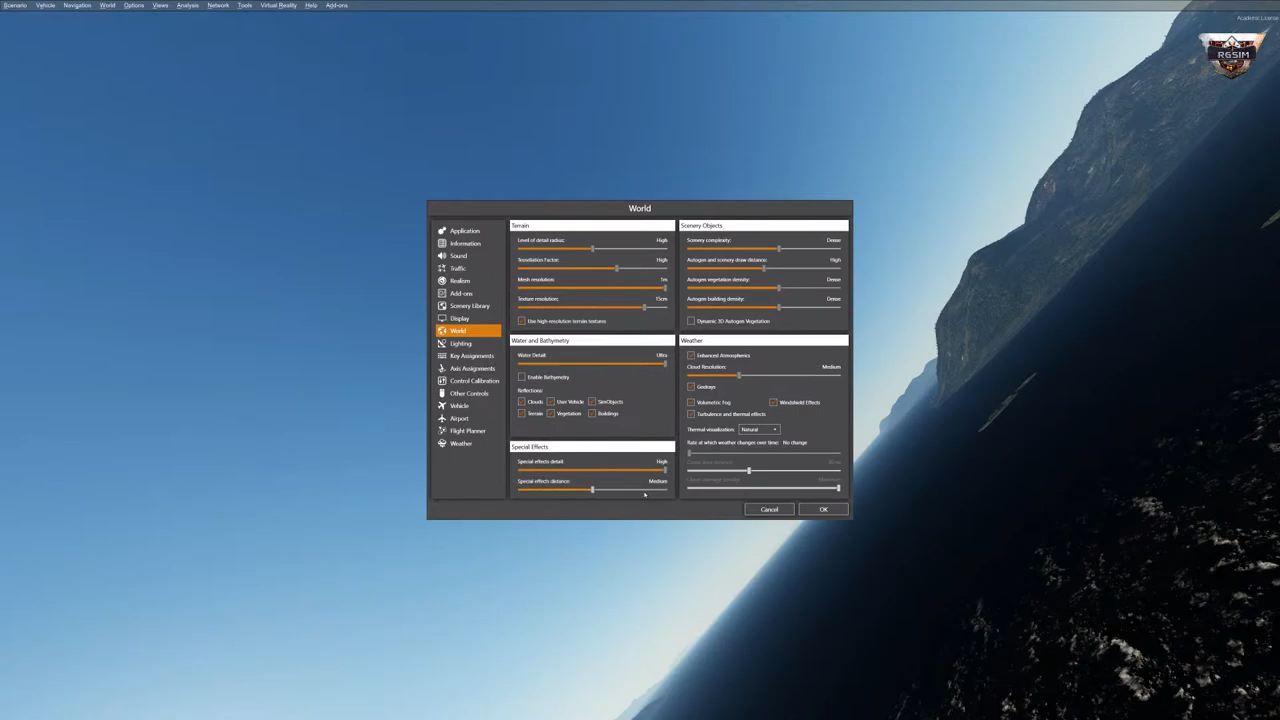 Scenario Vehicle Navigation World Options Views Analysis Network Tools Virtual Reality Help Add-ons
Academic License
R6SIM
World
Application
Information
Sound
Traffic
Realism
Add-ons
Scenery Library
Display
World
Lighting
Key Assignments
Axis Assignments
Control Calibration
Other Controls
Vehicle
Airport
Flight Planner
Weather
Terrain
Level of detail radius: High
Tessellation Factor: High
Mesh resolution: 1m
Texture resolution: 15cm
Use high-resolution terrain textures
Water and Bathymetry
Water Detail: Ultra
Enable Bathymetry
Reflections:
Clouds User Vehicle SimObjects
Terrain Vegetation Buildings
Special Effects
Special effects detail: High
Special effects distance: Medium
Scenery Objects
Scenery complexity: Dense
Autogen and scenery draw distance: High
Autogen vegetation density: Dense
Autogen building density: Dense
Dynamic 3D Autogen Vegetation
Weather
Enhanced Atmospherics
Cloud Resolution: Medium
Godrays
Volumetric Fog Windshield Effects
Turbulence and thermal effects
Thermal visualization: Natural
Rate at which weather changes over time: No change
Cancel OK